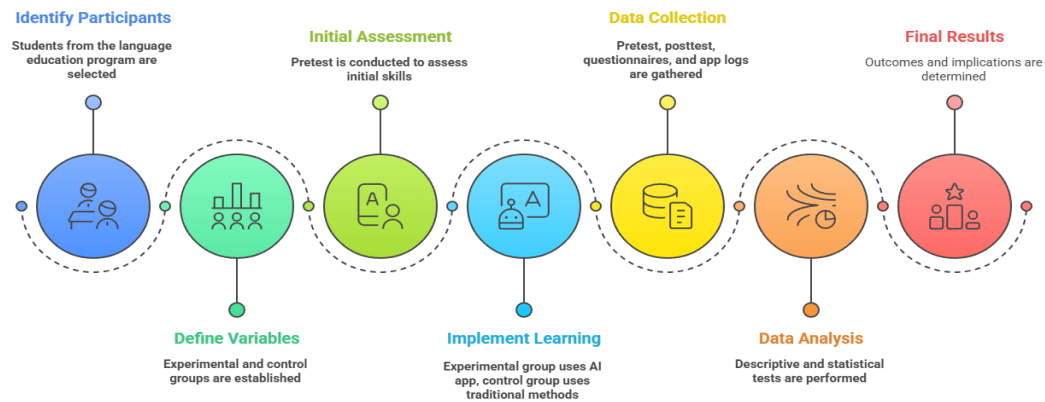 Identify Participants
Students from the language
education program are
selected
Define Variables
Experimental and control
groups are established
Initial Assessment
Pretest is conducted to assess
initial skills
A
Implement Learning
Experimental group uses AI
app, control group uses
traditional methods
A
Data Collection
Pretest, posttest,
questionnaires, and app logs
are gathered
Data Analysis
Descriptive and statistical
tests are performed
Final Results
Outcomes and implications are
determined